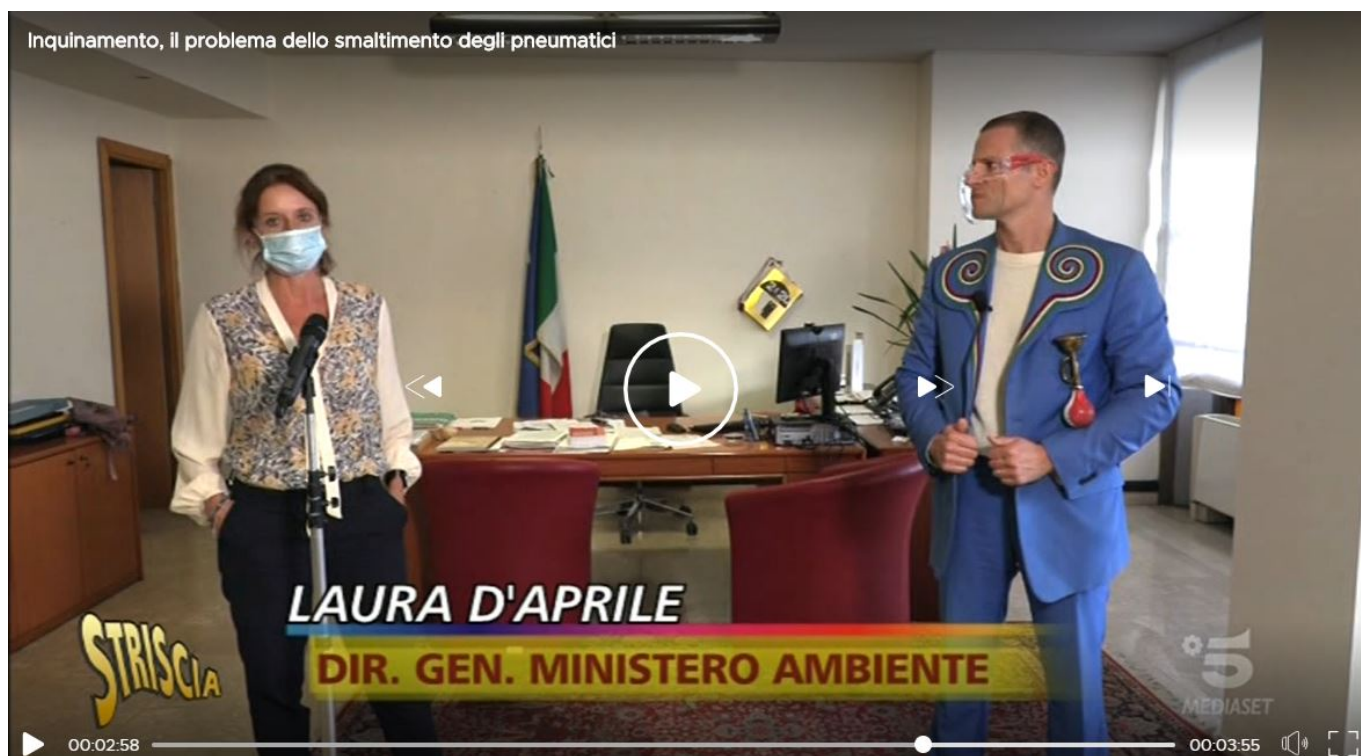 Inquinamento, il problema dello smaltimento degli pneumatici
LAURA D'APRILE
DIR. GEN. MINISTERO AMBIENTE
STRISCIA
5
MEDIASET
00:02:58
00:03:55